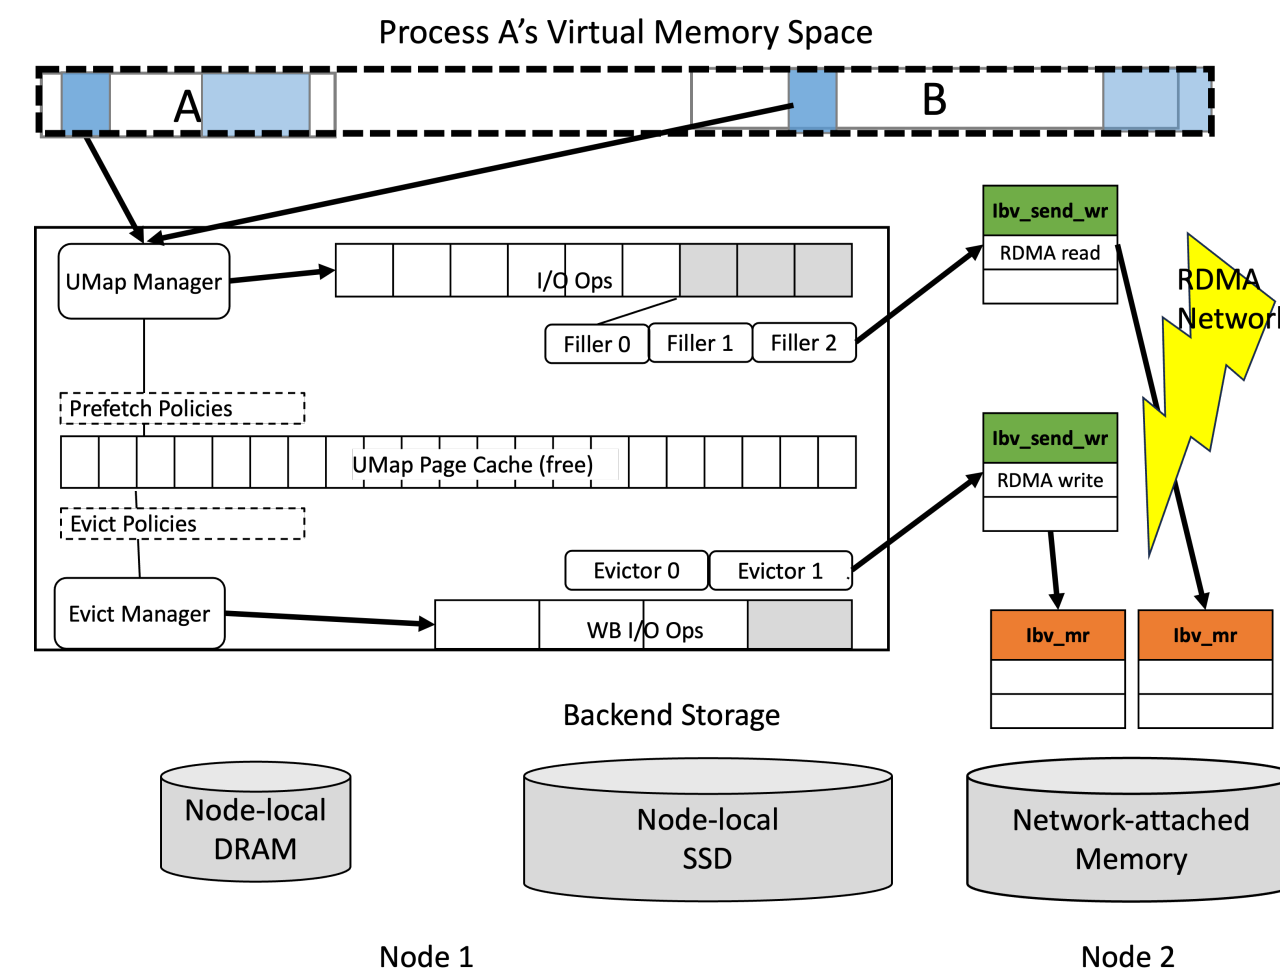 Process A's Virtual Memory Space
A
B
Ibv_send_wr
RDMA read
RDMA
Network
UMap Manager
I/O Ops
Filler 0
Filler 1
Filler 2
Prefetch Policies
UMap Page Cache (free)
Ibv_send_wr
RDMA write
Evict Policies
Evictor 0
Evictor 1
Evict Manager
WB I/O Ops
Ibv_mr
Ibv_mr
Backend Storage
Node-local
DRAM
Node-local
SSD
Network-attached
Memory
Node 1
Node 2